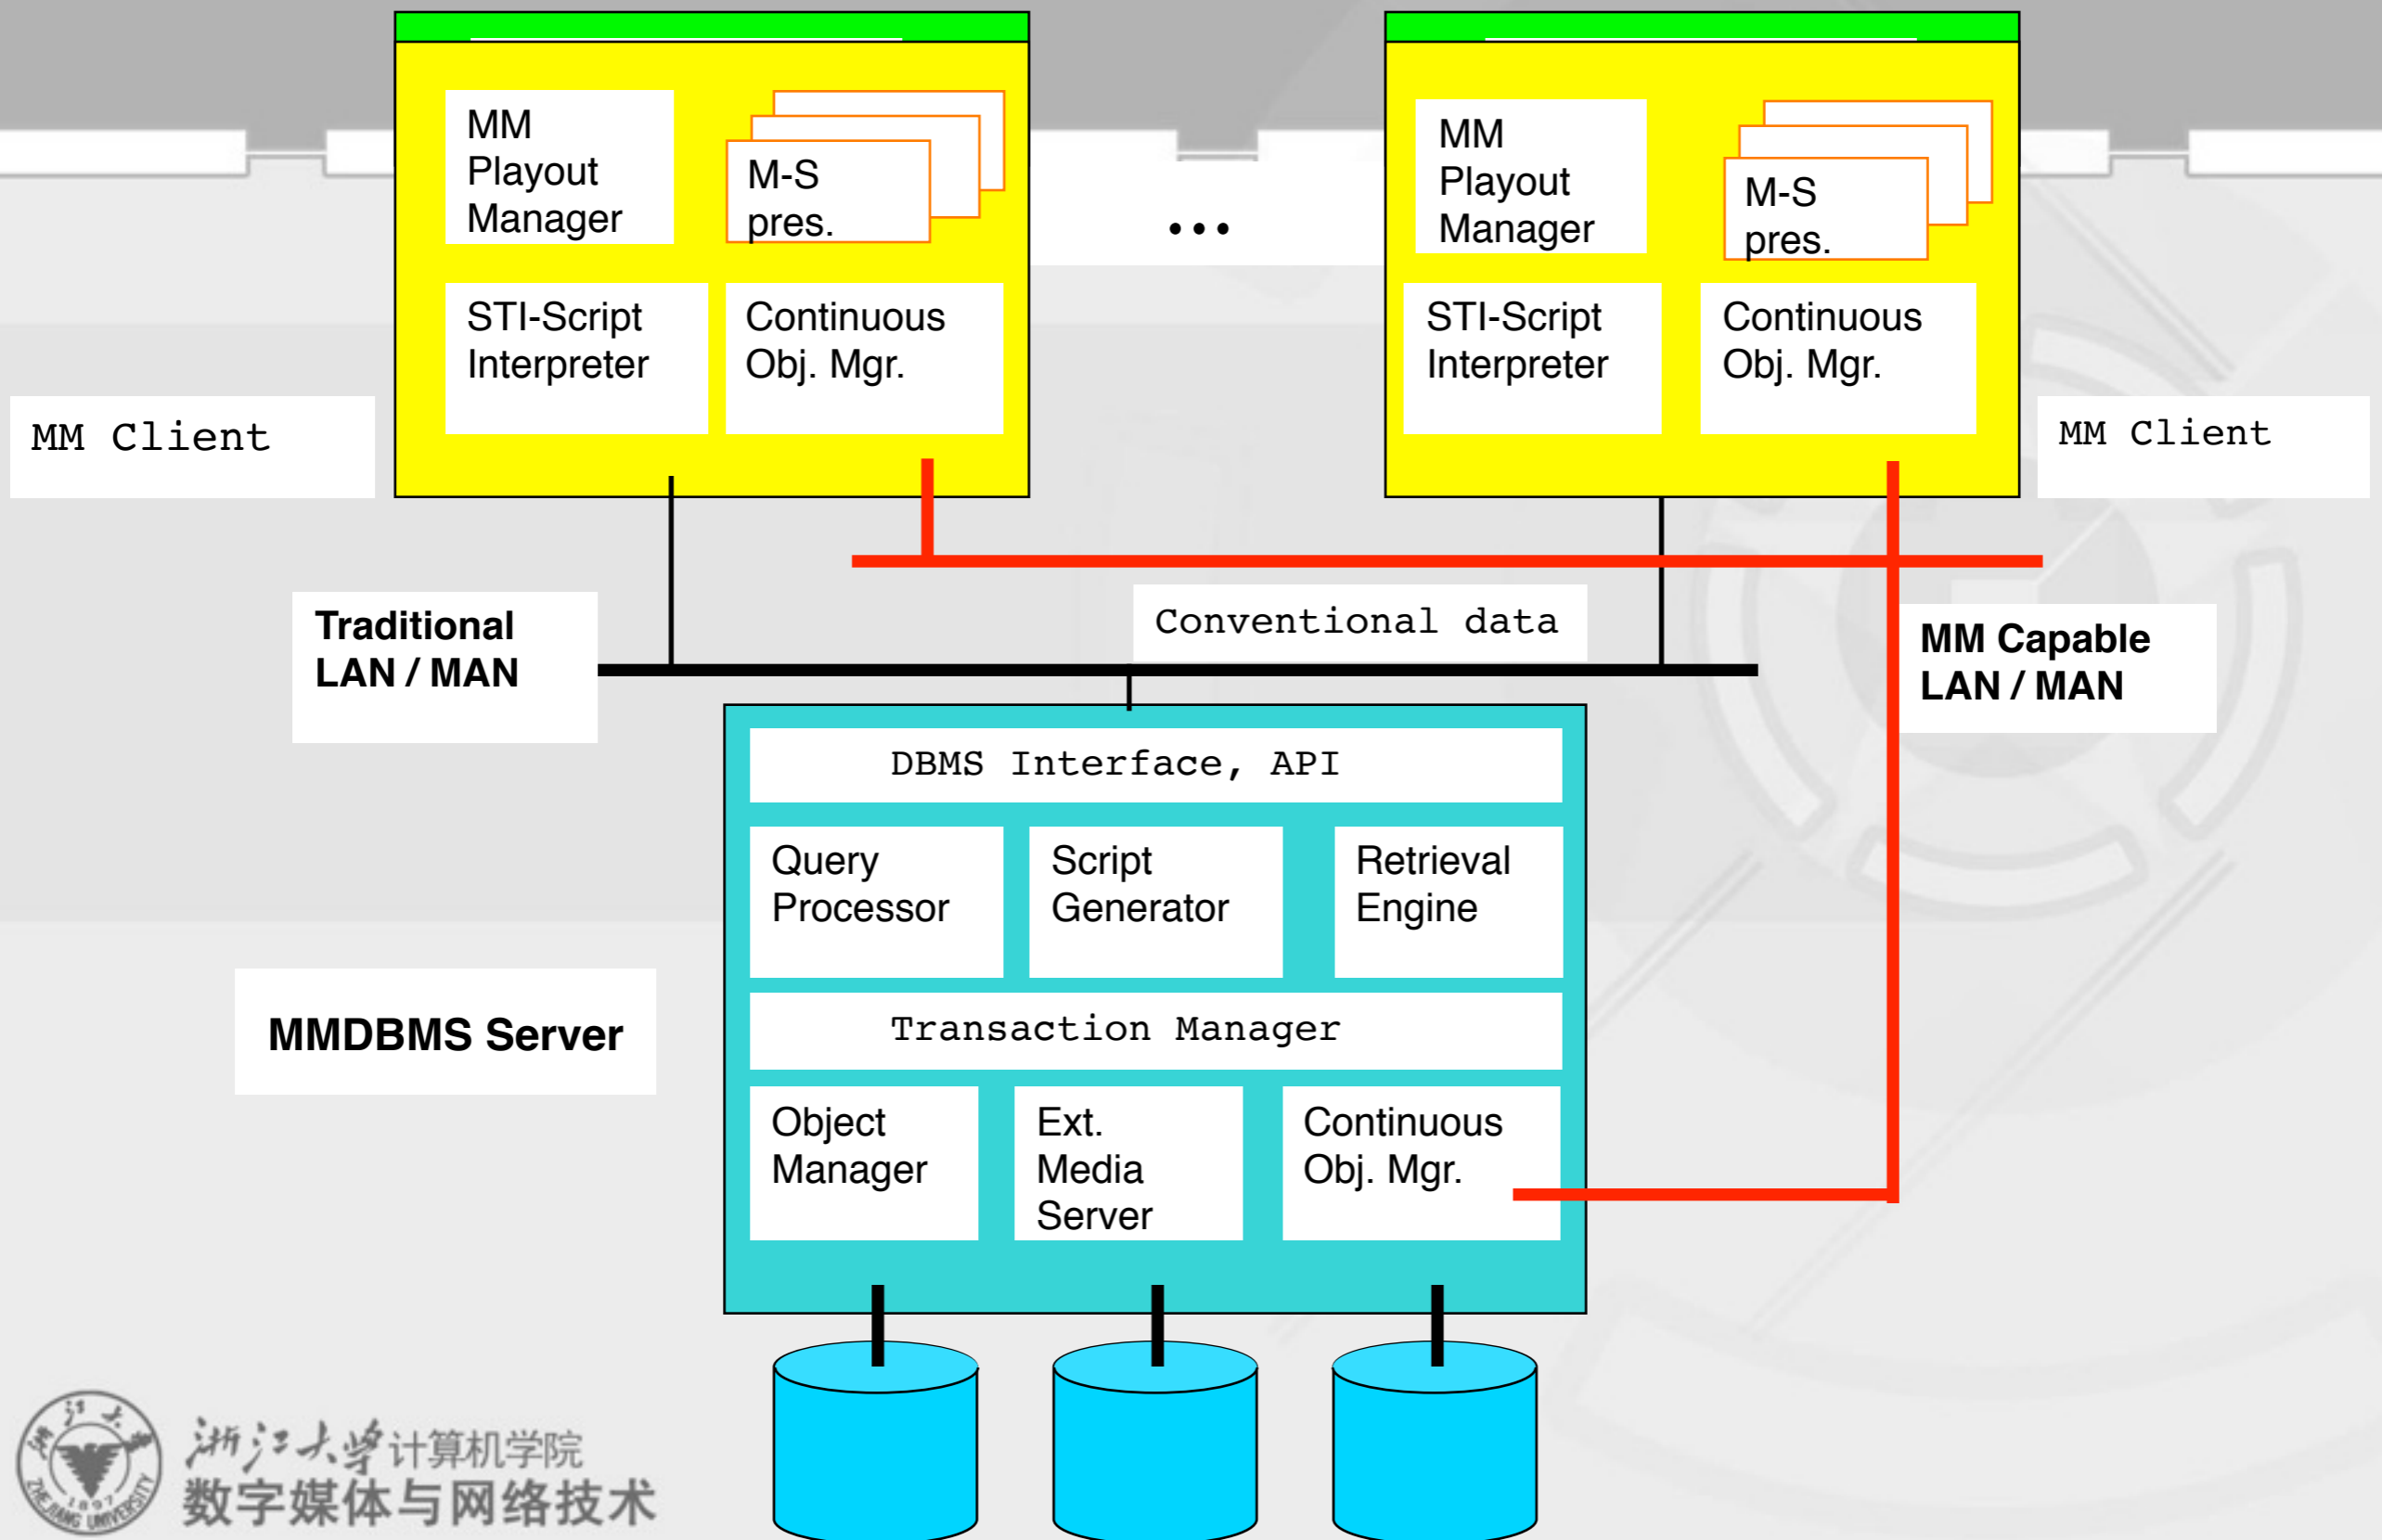 MM
Playout
Manager
M-S
pres.
STI-Script
Interpreter
Continuous
Obj. Mgr.
...
MM
Playout
Manager
M-S
pres.
STI-Script
Interpreter
Continuous
Obj. Mgr.
MM Client
MM Client
Traditional
LAN / MAN
Conventional data
MM Capable
LAN / MAN
DBMS Interface, API
Query
Processor
Script
Generator
Retrieval
Engine
MMDBMS Server
Transaction Manager
Object
Manager
Ext.
Media
Server
Continuous
Obj. Mgr.
浙江大学计算机学院
数字媒体与网络技术
1897
ZHEJIANG UNIVERSITY